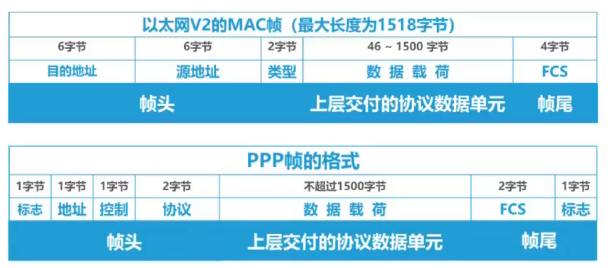 以太网V2的MAC帧（最大长度为1518字节）
6字节 6字节 2字节 46 ~ 1500 字节 4字节
目的地址 源地址 类型 数 据 载 荷 FCS
帧头 上层交付的协议数据单元 帧尾
PPP帧的格式
1字节 1字节 1字节 2字节 不超过1500字节 2字节 1字节
标志 地址 控制 协议 数 据 载 荷 FCS 标志
帧头 上层交付的协议数据单元 帧尾